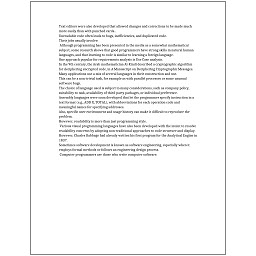 Text editors were also developed that allowed changes and corrections to be made much
more easily than with punched cards.
Unreadable code often leads to bugs, inefficiencies, and duplicated code.
There jobs usually involve:
Although programming has been presented in the media as a somewhat mathematical
subject, some research shows that good programmers have strong skills in natural human
languages, and that learning to code is similar to learning a foreign language.
One approach popular for requirements analysis is Use Case analysis.
In the 9th century, the Arab mathematician Al-Kindi described a cryptographic algorithm
for deciphering encrypted code, in A Manuscript on Deciphering Cryptographic Messages.
Many applications use a mix of several languages in their construction and use.
This can be a non-trivial task, for example as with parallel processes or some unusual
software bugs.
The choice of language used is subject to many considerations, such as company policy,
suitability to task, availability of third-party packages, or individual preference.
Assembly languages were soon developed that let the programmer specify instruction in a
text format (e.g., ADD X, TOTAL), with abbreviations for each operation code and
meaningful names for specifying addresses.
Also, specific user environment and usage history can make it difficult to reproduce the
problem.
However, readability is more than just programming style.
Various visual programming languages have also been developed with the intent to resolve
readability concerns by adopting non-traditional approaches to code structure and display.
However, Charles Babbage had already written his first program for the Analytical Engine in
1837.
Sometimes software development is known as software engineering, especially when it
employs formal methods or follows an engineering design process.
Computer programmers are those who write computer software.